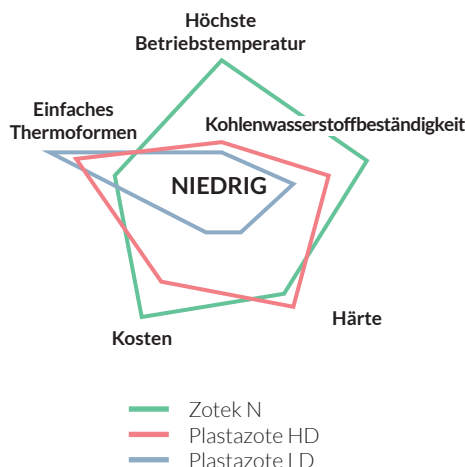 Höchste
Betriebstemperatur
Einfaches
Thermoformen
Kohlenwasserstoffbeständigkeit
NIEDRIG
Härte
Kosten
Zotek N
Plastazote HD
Plastazote LD